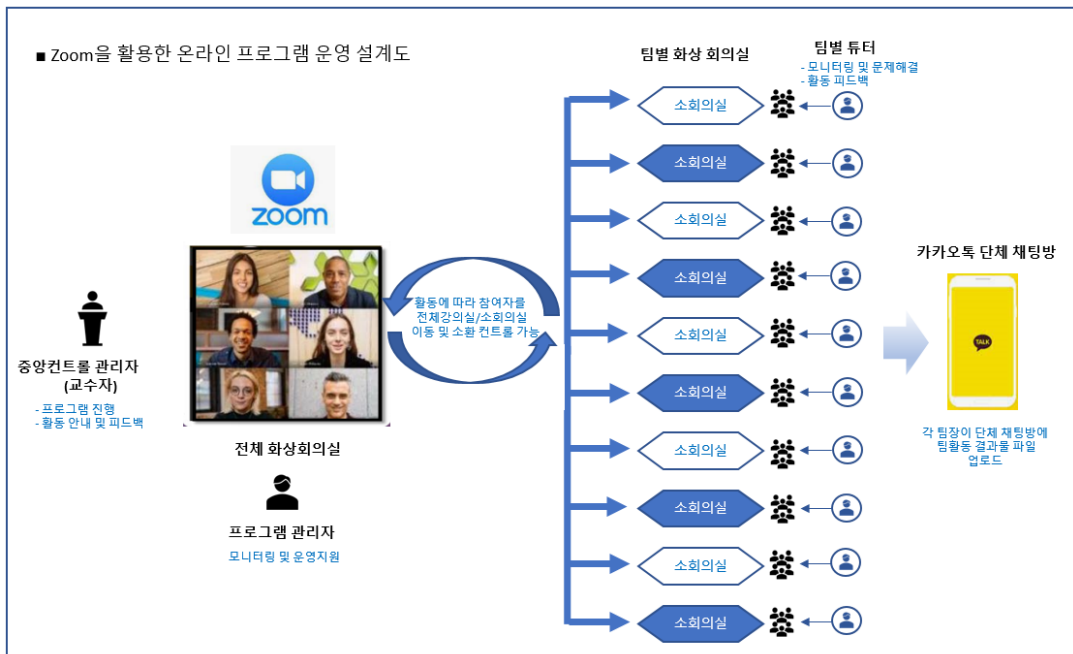 ■ Zoom을 활용한 온라인 프로그램 운영 설계도
zoom
중앙컨트롤 관리자
(교수자)
- 프로그램 진행
- 활동 안내 및 피드백
전체 화상회의실
프로그램 관리자
모니터링 및 운영지원
활동에 따라 참여자를
전체강의실/소회의실
이동 및 소환 컨트롤 가능
팀별 화상 회의실
팀별 튜터
- 모니터링 및 문제해결
- 활동 피드백
소회의실
소회의실
소회의실
소회의실
소회의실
소회의실
소회의실
소회의실
소회의실
소회의실
카카오톡 단체 채팅방
TALK
각 팀장이 단체 채팅방에
팀활동 결과물 파일
업로드